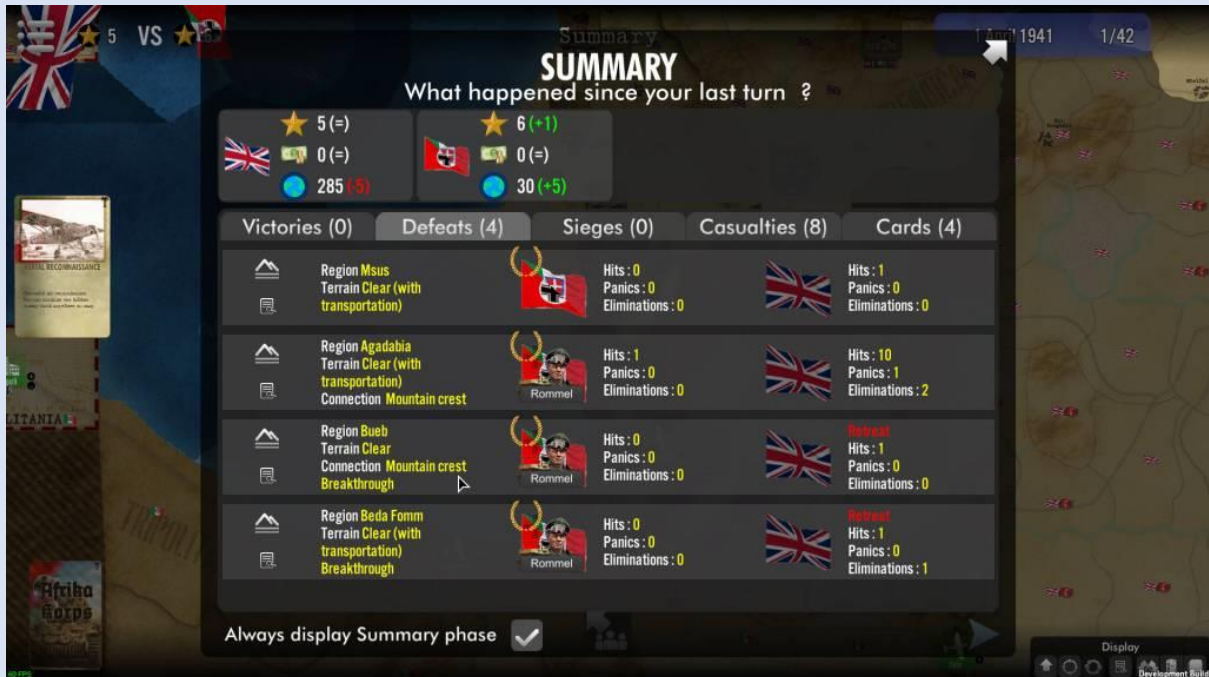 5 VS
Summary
1 April 1941 1/42
SUMMARY
What happened since your last turn ?
5 (=)
0 (=)
285 (-5)
6 (+1)
0 (=)
30 (+5)
Victories (0) Defeats (4) Sieges (0) Casualties (8) Cards (4)
Region Msus
Terrain Clear (with
transportation)
Hits : 0
Panics : 0
Eliminations : 0
Hits : 1
Panics : 0
Eliminations : 0
Region Agadabia
Terrain Clear (with
transportation)
Connection Mountain crest
Rommel
Hits : 1
Panics : 0
Eliminations : 0
Hits : 10
Panics : 1
Eliminations : 2
Region Bueb
Terrain Clear
Connection Mountain crest
Breakthrough
Rommel
Hits : 0
Panics : 0
Eliminations : 0
Retreat
Hits : 1
Panics : 0
Eliminations : 0
Region Beda Fomm
Terrain Clear (with
transportation)
Breakthrough
Rommel
Hits : 0
Panics : 0
Eliminations : 0
Retreat
Hits : 1
Panics : 0
Eliminations : 1
Always display Summary phase
RECONNAISSANCE
LITANIA
Afrika
Korps
Display
Development Build